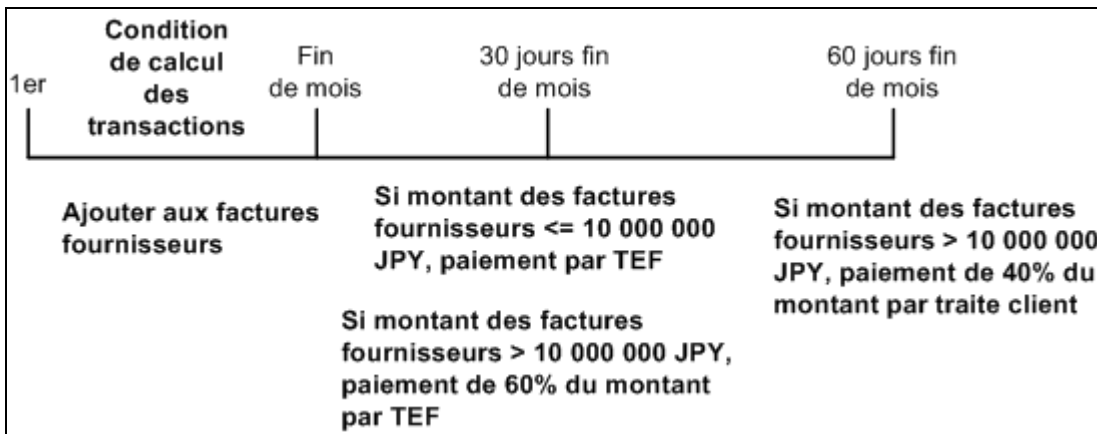 1er
Condition
de calcul
des
transactions
Fin
de mois
30 jours fin
de mois
60 jours fin
de mois
Ajouter aux factures
fournisseurs
Si montant des factures
fournisseurs <= 10 000 000
JPY, paiement par TEF
Si montant des factures
fournisseurs > 10 000 000 JPY,
paiement de 60% du montant
par TEF
Si montant des factures
fournisseurs > 10 000 000
JPY, paiement de 40% du
montant par traite client